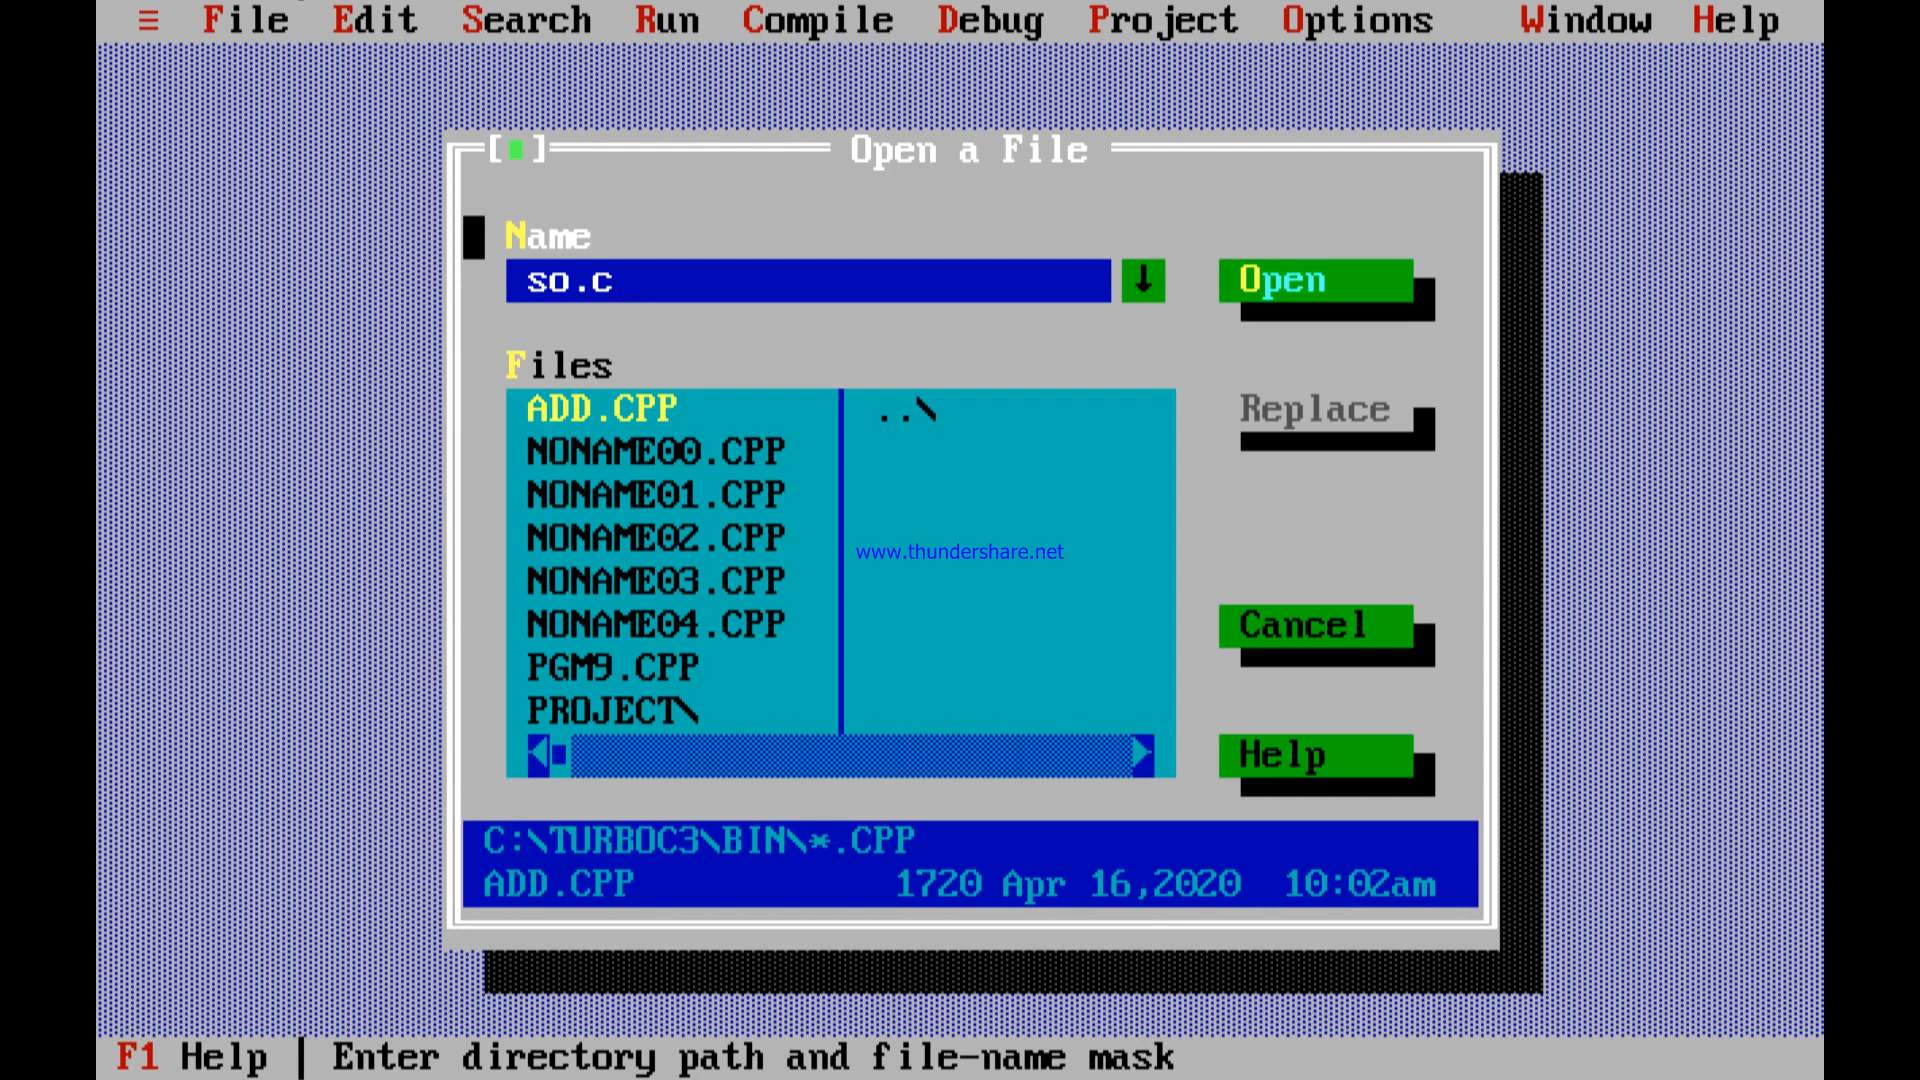 ≡ File Edit Search Run Compile Debug Project Options Window Help
[■] Open a File
Name
so.c ↓ Open
Files
ADD.CPP ..\
Replace
NONAME00.CPP
NONAME01.CPP
NONAME02.CPP
www.thundershare.net
NONAME03.CPP
NONAME04.CPP
Cancel
PGM9.CPP
PROJECT\
Help
C:\TURBOC3\BIN\*.CPP
ADD.CPP 1720 Apr 16,2020 10:02am
F1 Help | Enter directory path and file-name mask